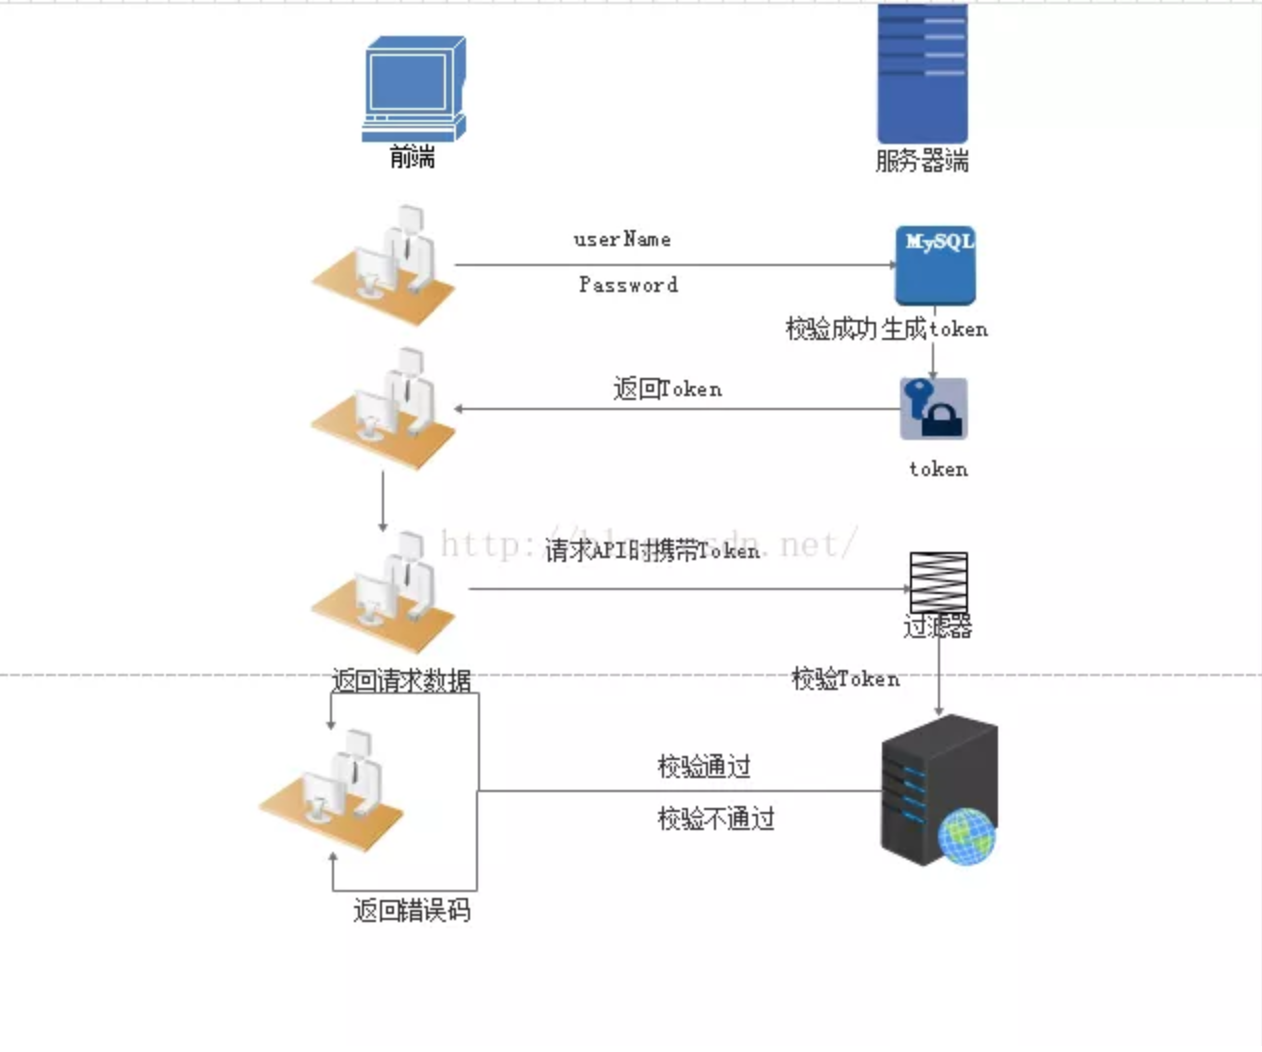 前端
服务器端
userName
MySQL
Password
校验成功 生成token
返回Token
token
http://blog.csdn.net/
请求API时携带Token
过滤器
返回请求数据
校验Token
校验通过
校验不通过
返回错误码